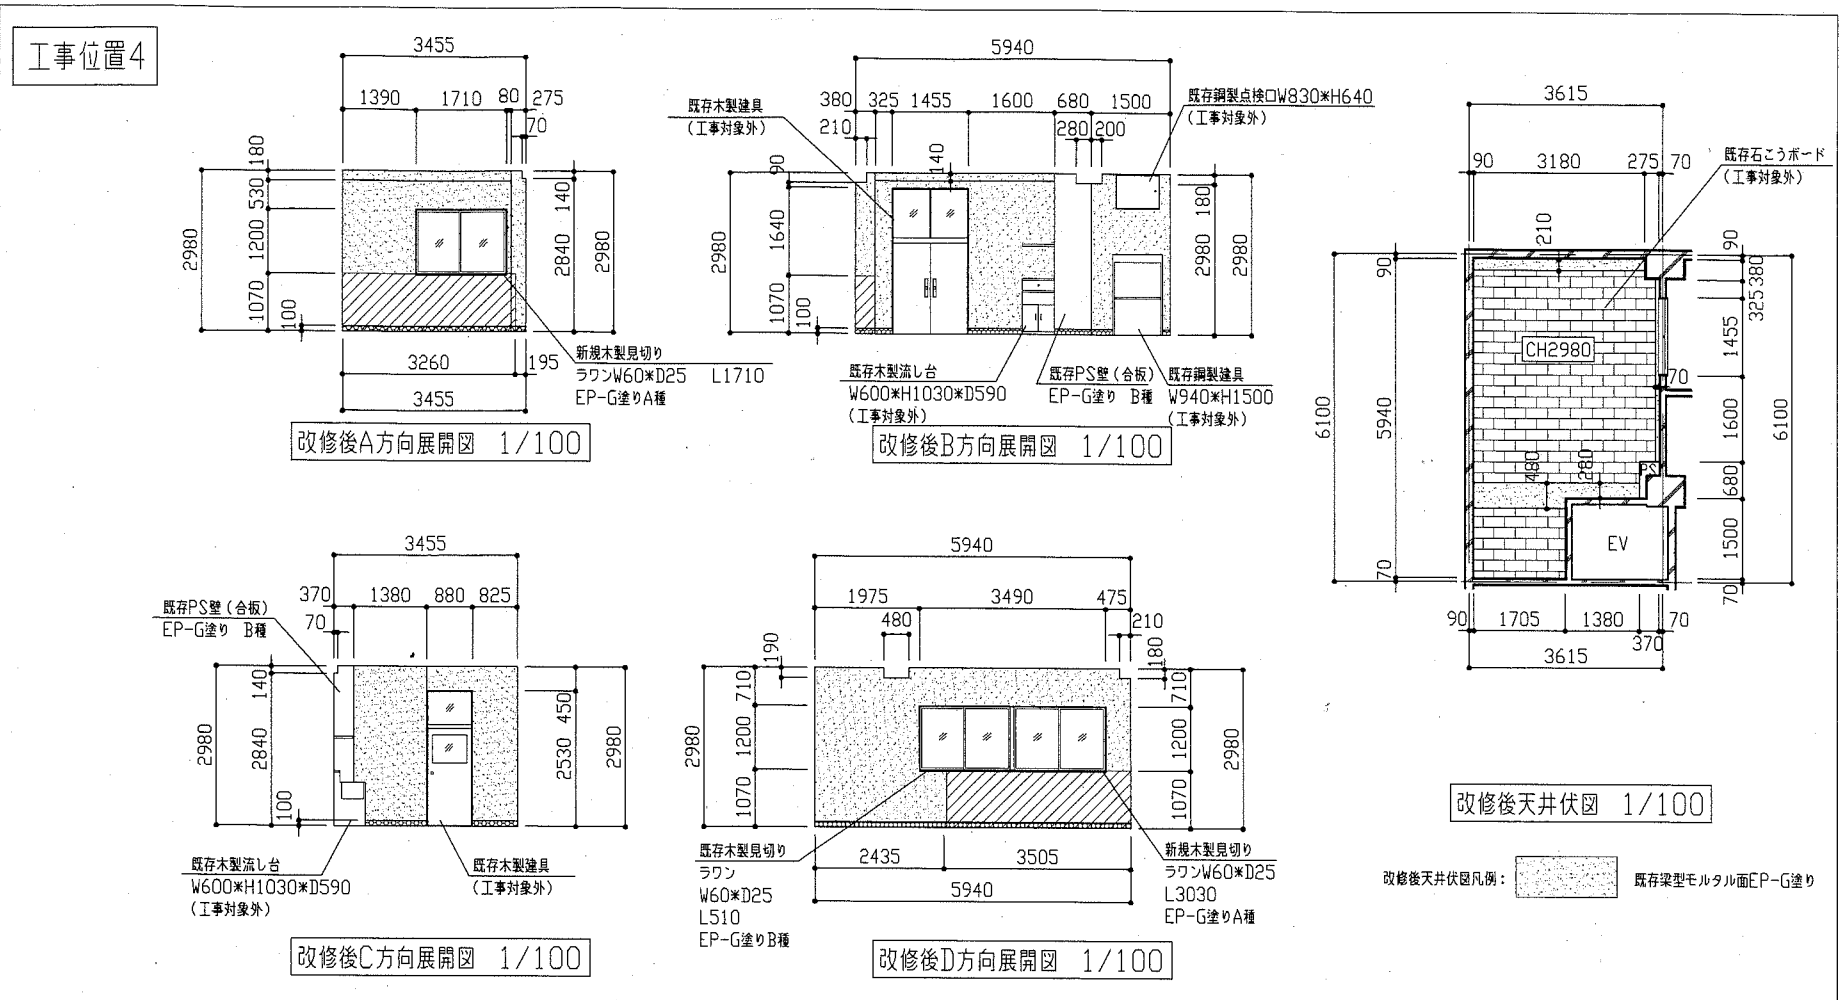 工事位置4
3455
1390 1710 80 275
70
180
530
1200
1070
100
2980
140
2840
2980
3260 195
3455
新規木製見切り
ラワンW60*D25 L1710
EP-G塗りA種
改修後A方向展開図 1/100
5940
380 325 1455 1600 680 1500
210 280 200
既存木製建具
(工事対象外)
既存鋼製点検口W830*H640
(工事対象外)
90
1640
1070
100
2980
140
180
2980
2980
既存木製流し台
W600*H1030*D590
(工事対象外)
既存PS壁(合板)
EP-G塗り B種
既存鋼製建具
W940*H1500
(工事対象外)
改修後B方向展開図 1/100
3615
90 3180 275 70
既存石こうボード
(工事対象外)
210
90
5940
70
6100
90
380
325
1455
70
1600
680
1500
70
6100
CH2980
480
280
PS
EV
90 1705 1380 70
370
3615
改修後天井伏図 1/100
改修後天井伏図凡例:
既存梁型モルタル面EP-G塗り
3455
370 1380 880 825
70
既存PS壁(合板)
EP-G塗り B種
140
2840
100
2980
450
2530
2980
既存木製流し台
W600*H1030*D590
(工事対象外)
既存木製建具
(工事対象外)
改修後C方向展開図 1/100
5940
1975 3490 475
480 210
190
710
1200
1070
2980
180
710
1200
1070
2980
2435 3505
5940
既存木製見切り
ラワン
W60*D25
L510
EP-G塗りB種
新規木製見切り
ラワンW60*D25
L3030
EP-G塗りA種
改修後D方向展開図 1/100